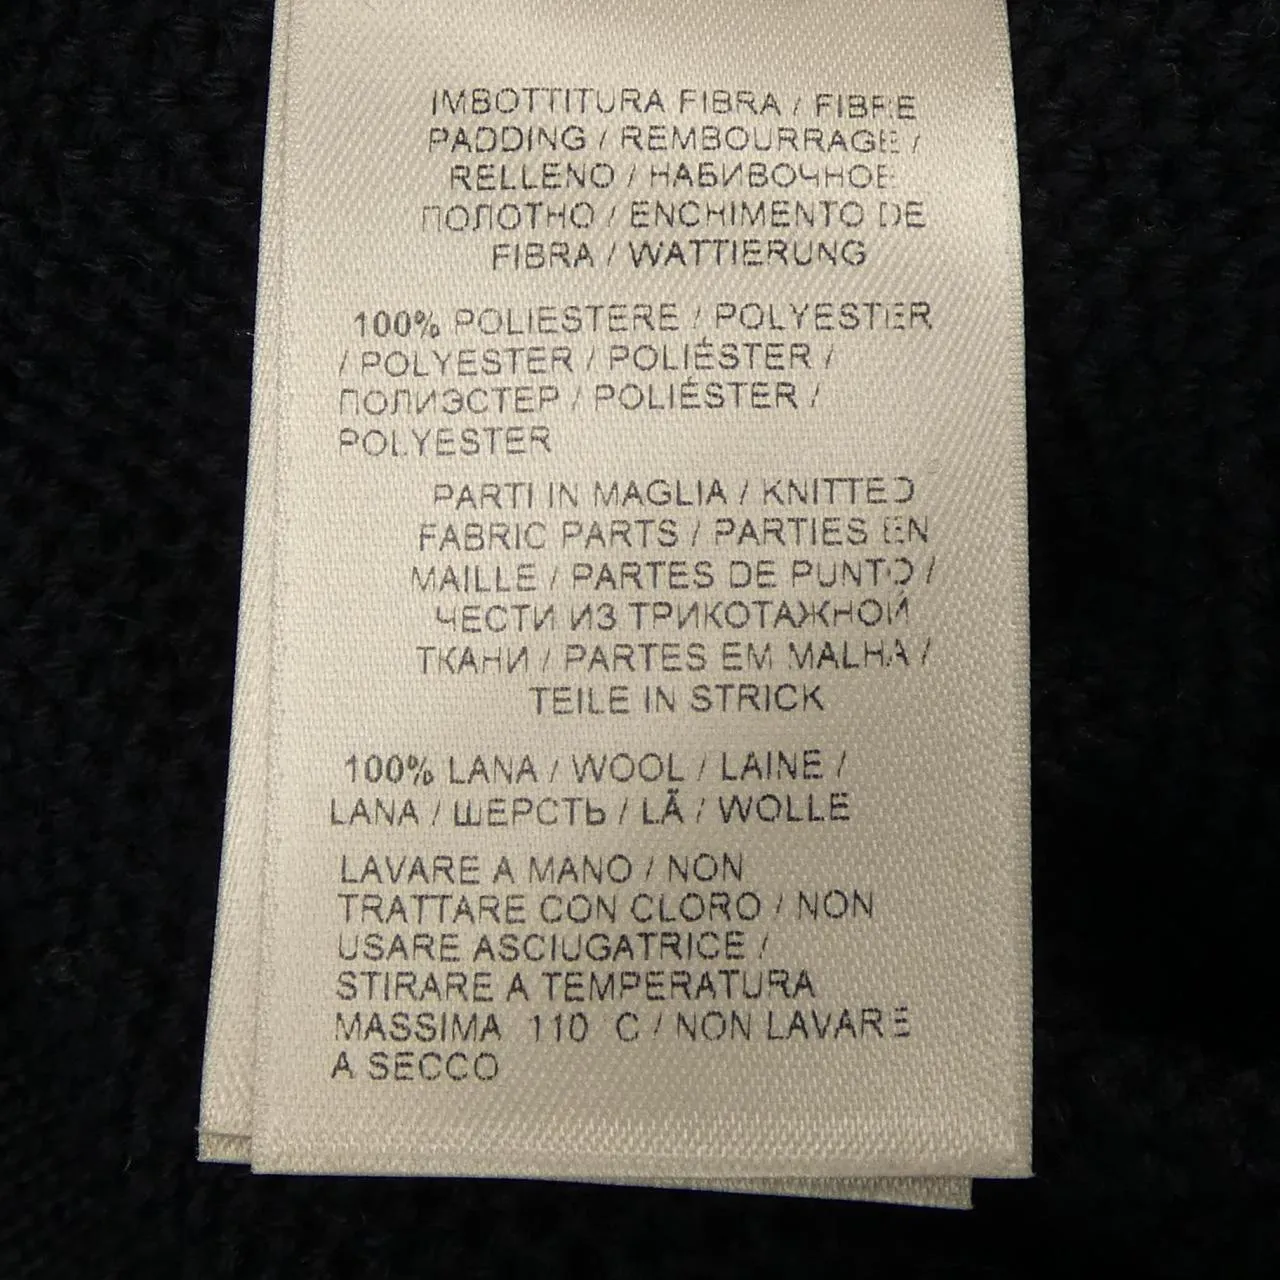 IMBOTTITURA FIBRA / FIBRE
PADDING / REMBOURRAGE /
RELLENO / НАБИВОЧНОЕ
ПОЛОТНО / ENCHIMENTO DE
FIBRA / WATTIERUNG
100% POLIESTERE / POLYESTER
/ POLYESTER / POLIÉSTER /
ПОЛИЭСТЕР / POLIÉSTER /
POLYESTER
PARTI IN MAGLIA / KNITTED
FABRIC PARTS / PARTIES EN
MAILLE / PARTES DE PUNTO /
ЧЕСТИ ИЗ ТРИКОТАЖНОЙ
ТКАНИ / PARTES EM MALHA /
TEILE IN STRICK
100% LANA / WOOL / LAINE /
LANA / ШЕРСТЬ / LÃ / WOLLE
LAVARE A MANO / NON
TRATTARE CON CLORO / NON
USARE ASCIUGATRICE /
STIRARE A TEMPERATURA
MASSIMA 110 C / NON LAVARE
A SECCO